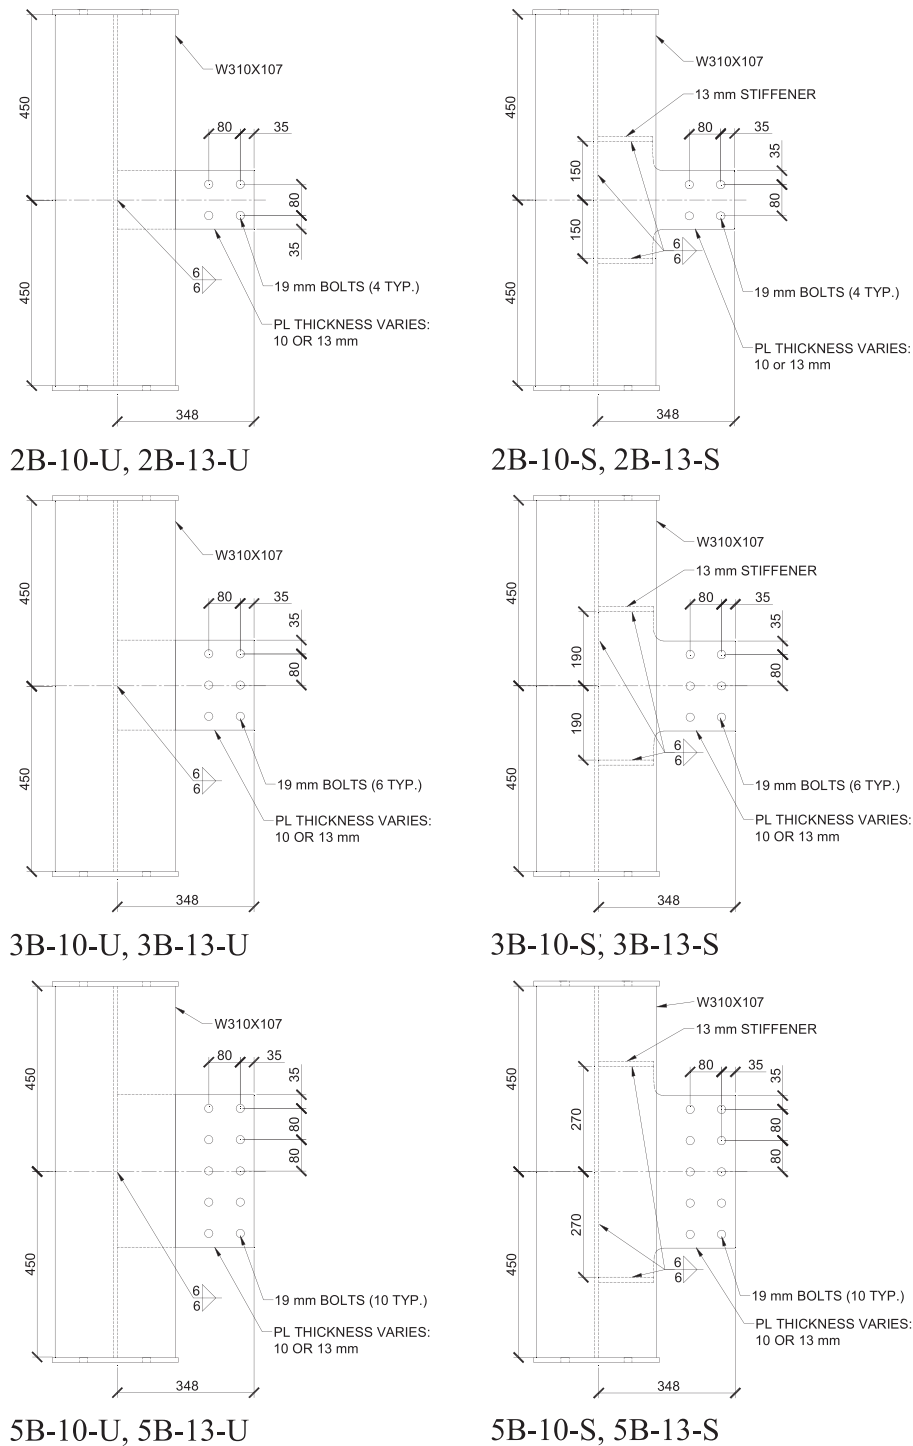 W310X107
450
80
35
80
35
450
6
6
19 mm BOLTS (4 TYP.)
PL THICKNESS VARIES:
10 OR 13 mm
348
2B-10-U, 2B-13-U
W310X107
13 mm STIFFENER
450
80
35
35
150
80
150
6
6
450
19 mm BOLTS (4 TYP.)
PL THICKNESS VARIES:
10 or 13 mm
348
2B-10-S, 2B-13-S
W310X107
450
80
35
35
80
450
6
6
19 mm BOLTS (6 TYP.)
PL THICKNESS VARIES:
10 OR 13 mm
348
3B-10-U, 3B-13-U
W310X107
13 mm STIFFENER
450
80
35
35
190
80
190
6
6
450
19 mm BOLTS (6 TYP.)
PL THICKNESS VARIES:
10 OR 13 mm
348
3B-10-S, 3B-13-S
W310X107
450
80
35
35
80
80
450
6
6
19 mm BOLTS (10 TYP.)
PL THICKNESS VARIES:
10 OR 13 mm
348
5B-10-U, 5B-13-U
W310X107
13 mm STIFFENER
450
80
35
35
270
80
80
270
6
6
450
19 mm BOLTS (10 TYP.)
PL THICKNESS VARIES:
10 OR 13 mm
348
5B-10-S, 5B-13-S